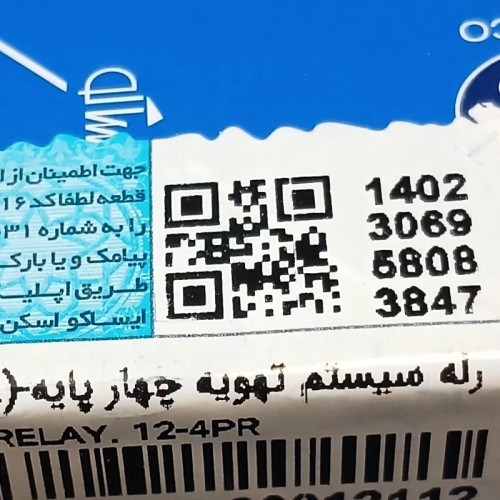 جهت اطمینان از
قطعه لطفا کد ۱۶
را به شماره
پیامک و یا بارک
طریق اپلی
ایساکو اسکن
1402
3069
5808
3847
رله سیستم تهویه چهار پایه-(
RELAY. 12-4PR